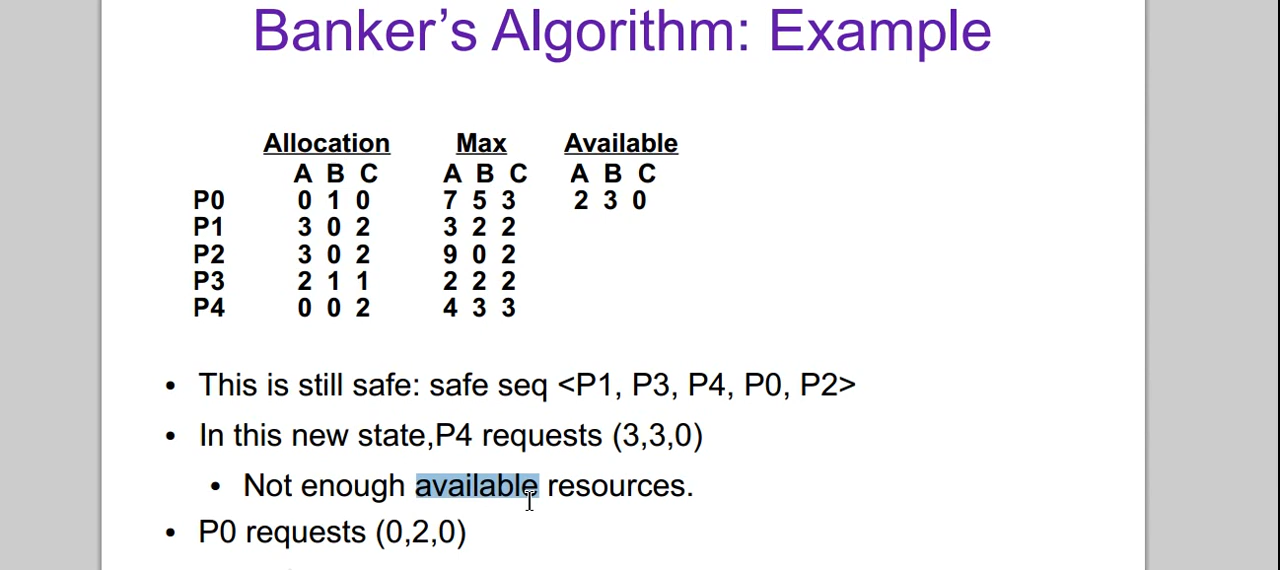 Banker's Algorithm: Example
Allocation Max Available
A B C A B C A B C
P0 0 1 0 7 5 3 2 3 0
P1 3 0 2 3 2 2
P2 3 0 2 9 0 2
P3 2 1 1 2 2 2
P4 0 0 2 4 3 3
• This is still safe: safe seq <P1, P3, P4, P0, P2>
• In this new state,P4 requests (3,3,0)
• Not enough available resources.
• P0 requests (0,2,0)